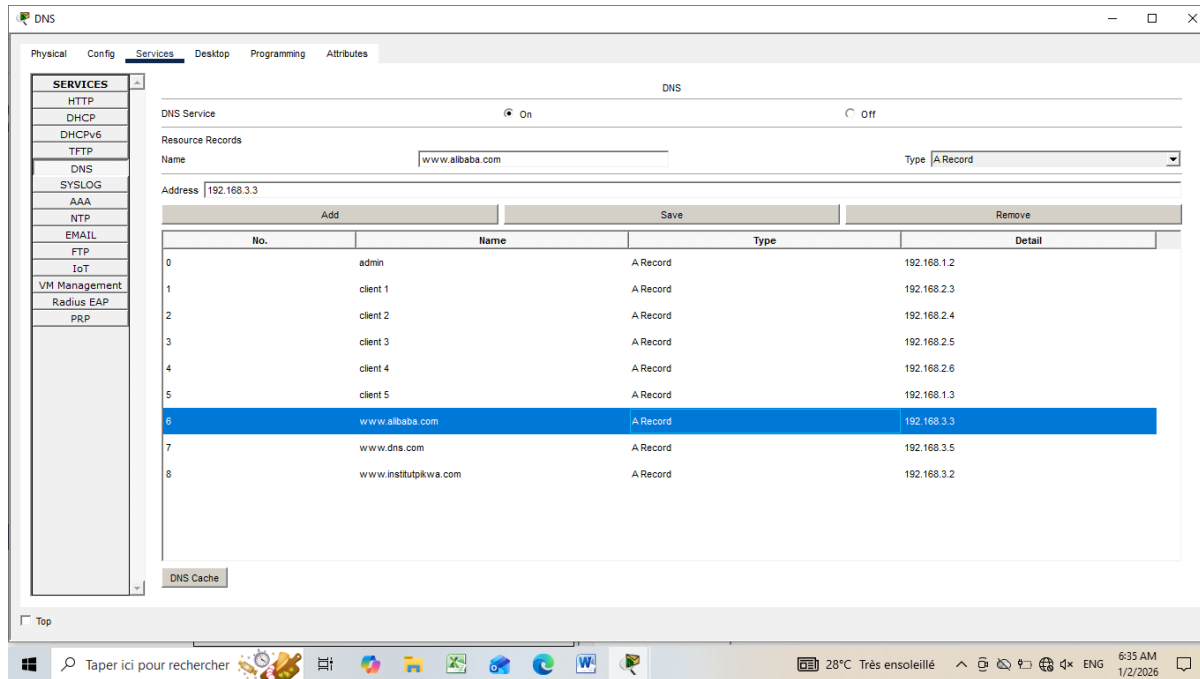 DNS
Physical Config Services Desktop Programming Attributes
SERVICES
HTTP
DHCP
DHCPv6
TFTP
DNS
SYSLOG
AAA
NTP
EMAIL
FTP
IoT
VM Management
Radius EAP
PRP
DNS
DNS Service On Off
Resource Records
Name www.alibaba.com Type A Record
Address 192.168.3.3
Add Save Remove
No. Name Type Detail
0 admin A Record 192.168.1.2
1 client 1 A Record 192.168.2.3
2 client 2 A Record 192.168.2.4
3 client 3 A Record 192.168.2.5
4 client 4 A Record 192.168.2.6
5 client 5 A Record 192.168.1.3
6 www.alibaba.com A Record 192.168.3.3
7 www.dns.com A Record 192.168.3.5
8 www.institutpikwa.com A Record 192.168.3.2
DNS Cache
Top
Taper ici pour rechercher 28°C Très ensoleillé ENG 6:35 AM
1/2/2026